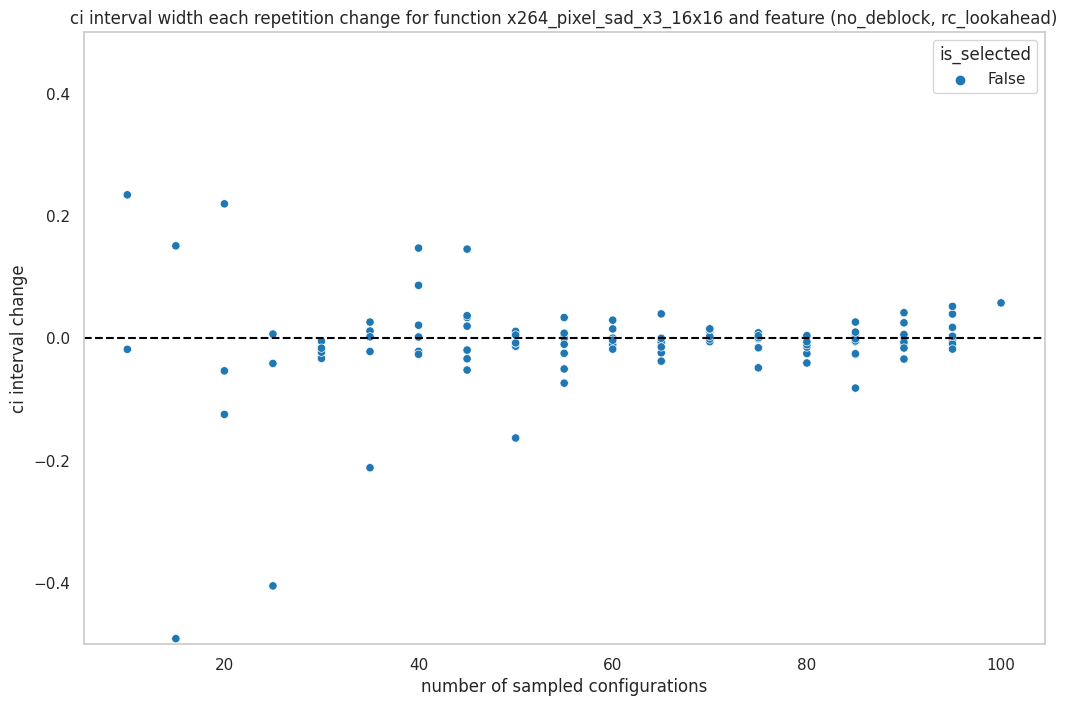 ci interval width each repetition change for function x264_pixel_sad_x3_16x16 and feature (no_deblock, rc_lookahead)
is_selected
False
ci interval change
0.4
0.2
0.0
−0.2
−0.4
20 40 60 80 100
number of sampled configurations